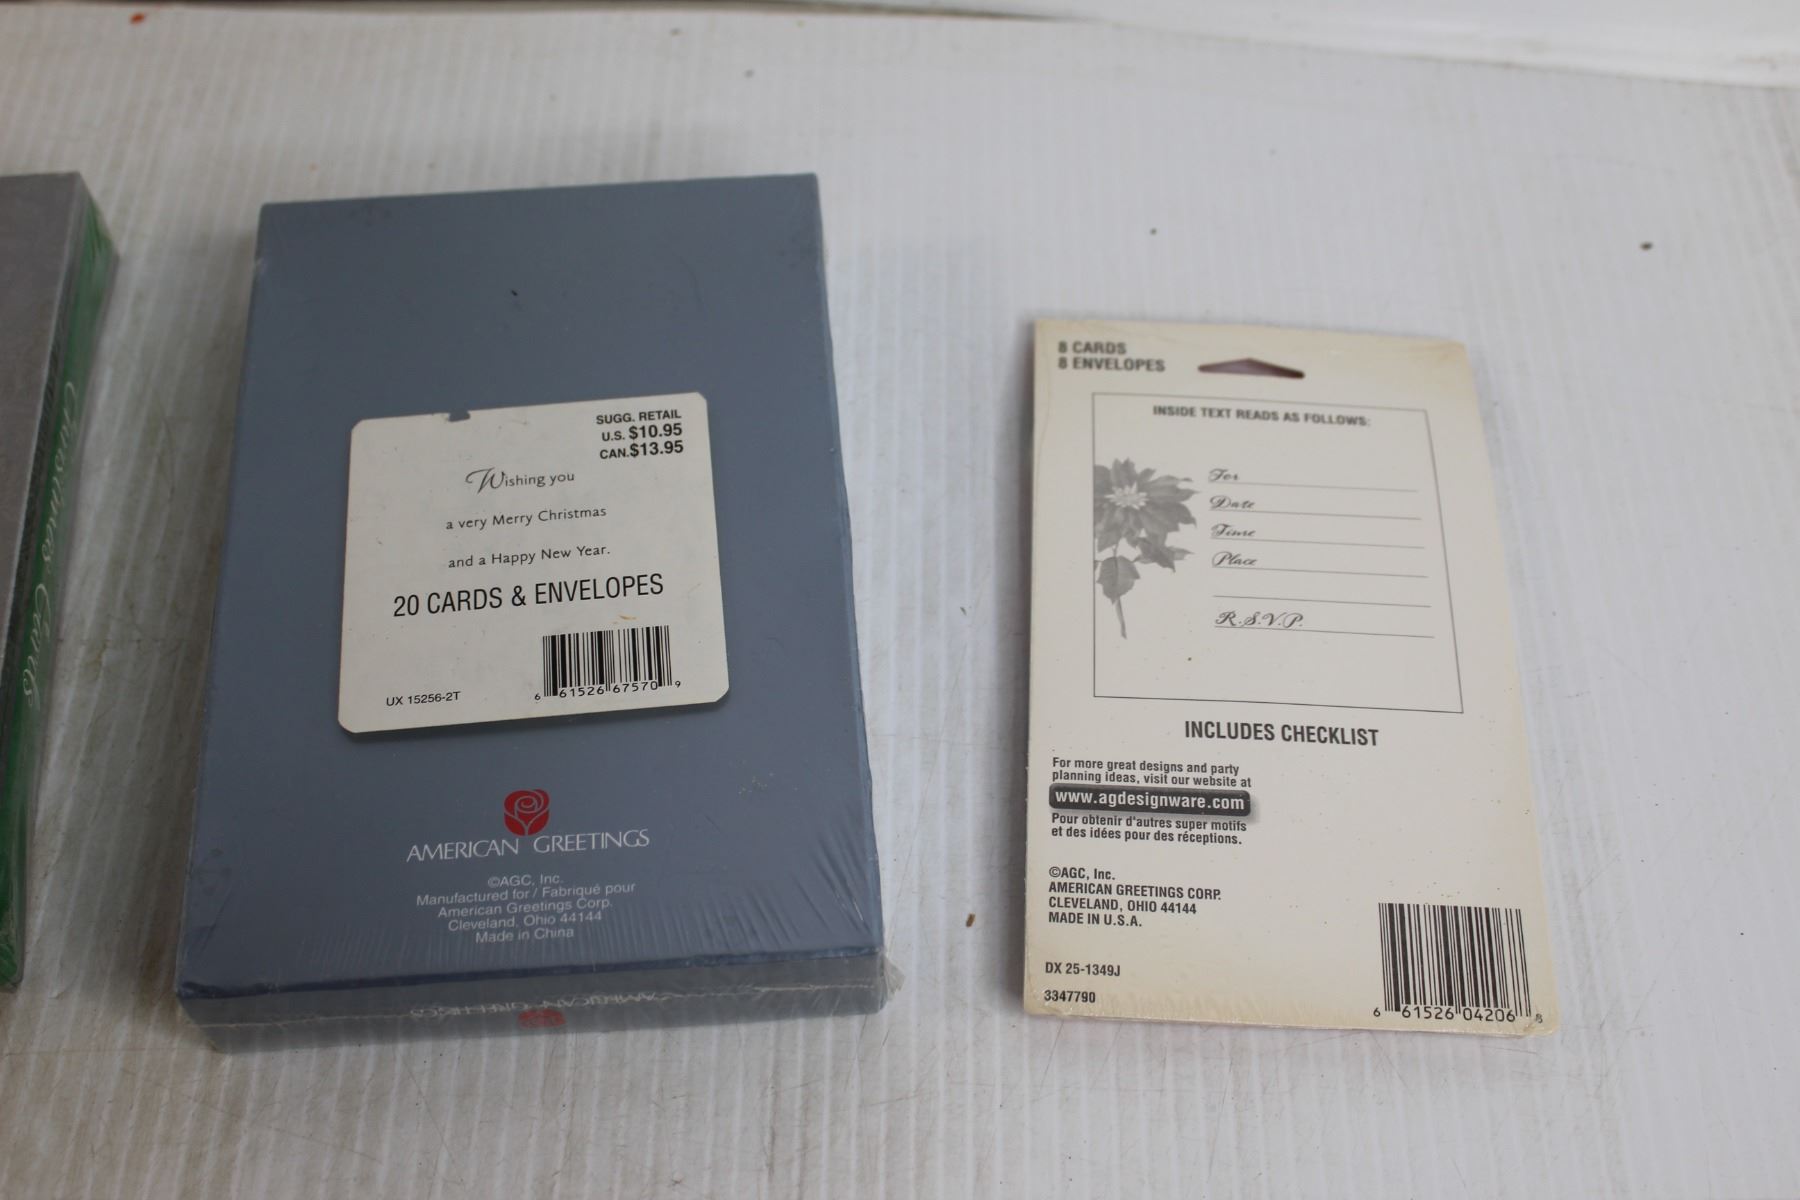 Christmas Cards
SUGG. RETAIL
U.S. $10.95
CAN.$13.95
Wishing you
a very Merry Christmas
and a Happy New Year.
20 CARDS & ENVELOPES
UX 15256-2T
6 61526 67570 9
AMERICAN GREETINGS
©AGC, Inc.
Manufactured for / Fabriqué pour
American Greetings Corp.
Cleveland, Ohio 44144
Made in China
AMERICAN GREETINGS
8 CARDS
8 ENVELOPES
INSIDE TEXT READS AS FOLLOWS:
For
Date
Time
Place
R.S.V.P.
INCLUDES CHECKLIST
For more great designs and party
planning ideas, visit our website at
www.agdesignware.com
Pour obtenir d'autres super motifs
et des idées pour des réceptions.
©AGC, Inc.
AMERICAN GREETINGS CORP.
CLEVELAND, OHIO 44144
MADE IN U.S.A.
DX 25-1349J
3347790
6 61526 04206 8